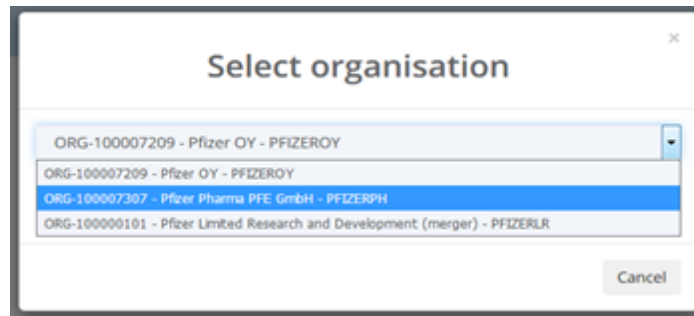 ×
Select organisation
ORG-100007209 - Pfizer OY - PFIZEROY
ORG-100007209 - Pfizer OY - PFIZEROY
ORG-100007307 - Pfizer Pharma PFE GmbH - PFIZERPH
ORG-100000101 - Pfizer Limited Research and Development (merger) - PFIZERLR
Cancel